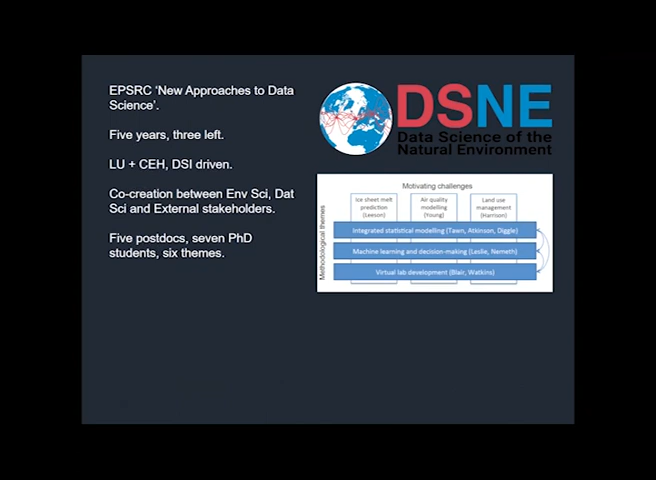 EPSRC ‘New Approaches to Data
Science’.
Five years, three left.
LU + CEH, DSI driven.
Co-creation between Env Sci, Dat
Sci and External stakeholders.
Five postdocs, seven PhD
students, six themes.
DSNE
Data Science of the
Natural Environment
Motivating challenges
Methodological themes
Ice sheet melt
prediction
(Leeson)
Air quality
modelling
(Young)
Land use
management
(Harrison)
Integrated statistical modelling (Tawn, Atkinson, Diggle)
Machine learning and decision-making (Leslie, Nemeth)
Virtual lab development (Blair, Watkins)